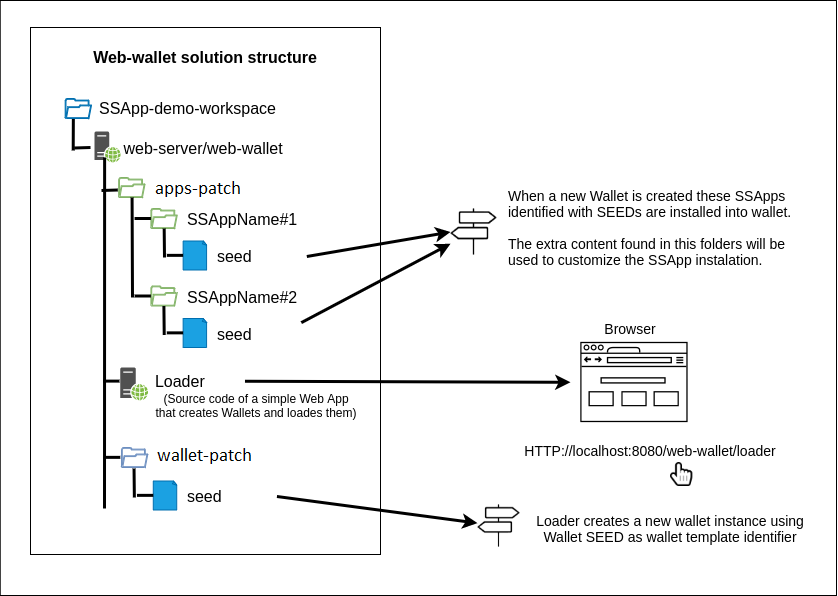 Web-wallet solution structure
SSApp-demo-workspace
web-server/web-wallet
apps-patch
SSAppName#1
seed
SSAppName#2
seed
Loader
(Source code of a simple Web App
that creates Wallets and loades them)
wallet-patch
seed
When a new Wallet is created these SSApps
identified with SEEDs are installed into wallet.
The extra content found in this folders will be
used to customize the SSApp instalation.
Browser
HTTP://localhost:8080/web-wallet/loader
Loader creates a new wallet instance using
Wallet SEED as wallet template identifier